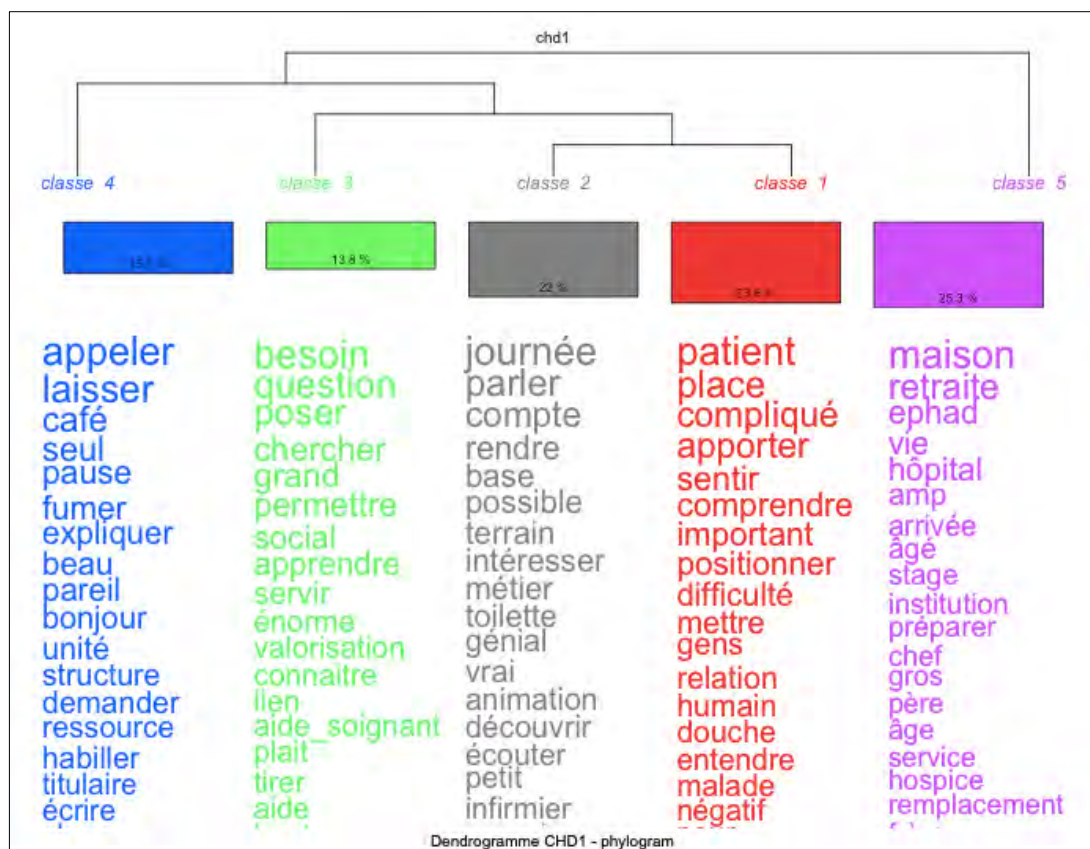 chd1
classe 4
classe 3
classe 2
classe 1
classe 5
13.8 %
22 %
23.6 %
25.3 %
appeler
laisser
café
seul
pause
fumer
expliquer
beau
pareil
bonjour
unité
structure
demander
ressource
habiller
titulaire
écrire
besoin
question
poser
chercher
grand
permettre
social
apprendre
servir
énorme
valorisation
connaître
lien
aide_soignant
plait
tirer
aide
journée
parler
compte
rendre
base
possible
terrain
intéresser
métier
toilette
génial
vrai
animation
découvrir
écouter
petit
infirmier
patient
place
compliqué
apporter
sentir
comprendre
important
positionner
difficulté
mettre
gens
relation
humain
douche
entendre
malade
négatif
maison
retraite
ephad
vie
hôpital
amp
arrivée
âgé
stage
institution
préparer
chef
gros
père
âge
service
hospice
remplacement
Dendrogramme CHD1 - phylogram